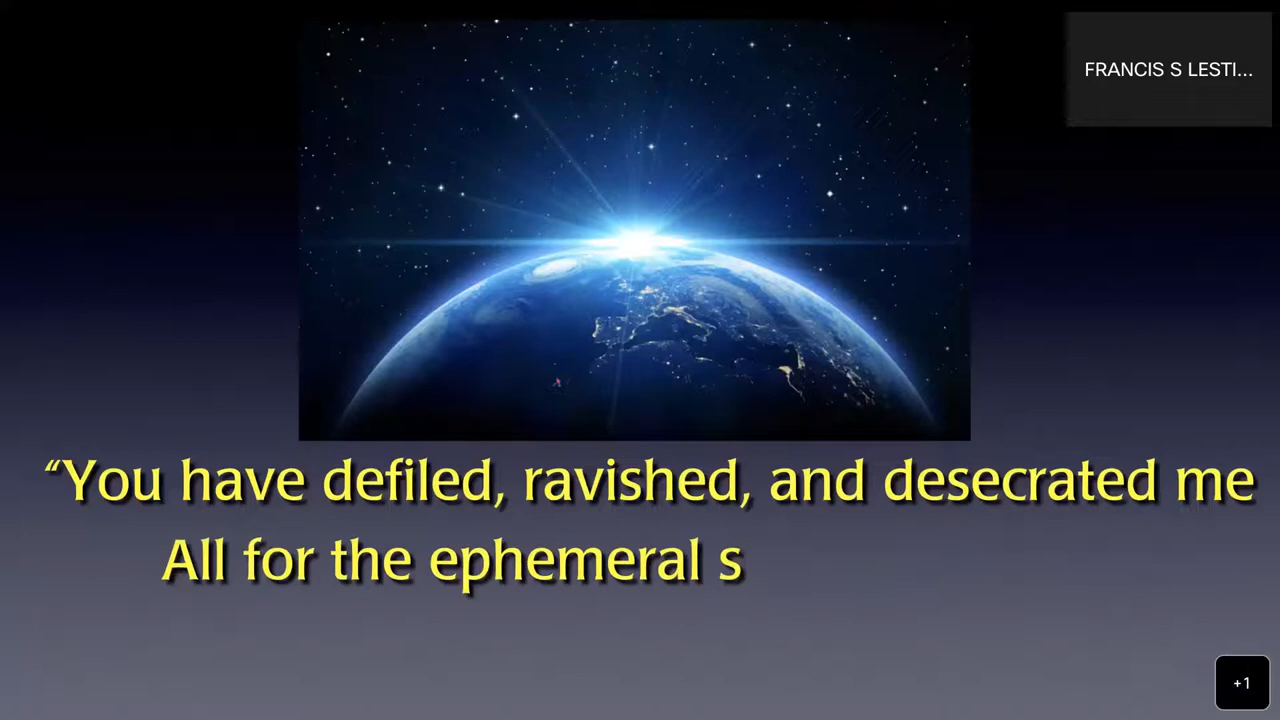 FRANCIS S LESTI...
“You have defiled, ravished, and desecrated me
All for the ephemeral s
+1